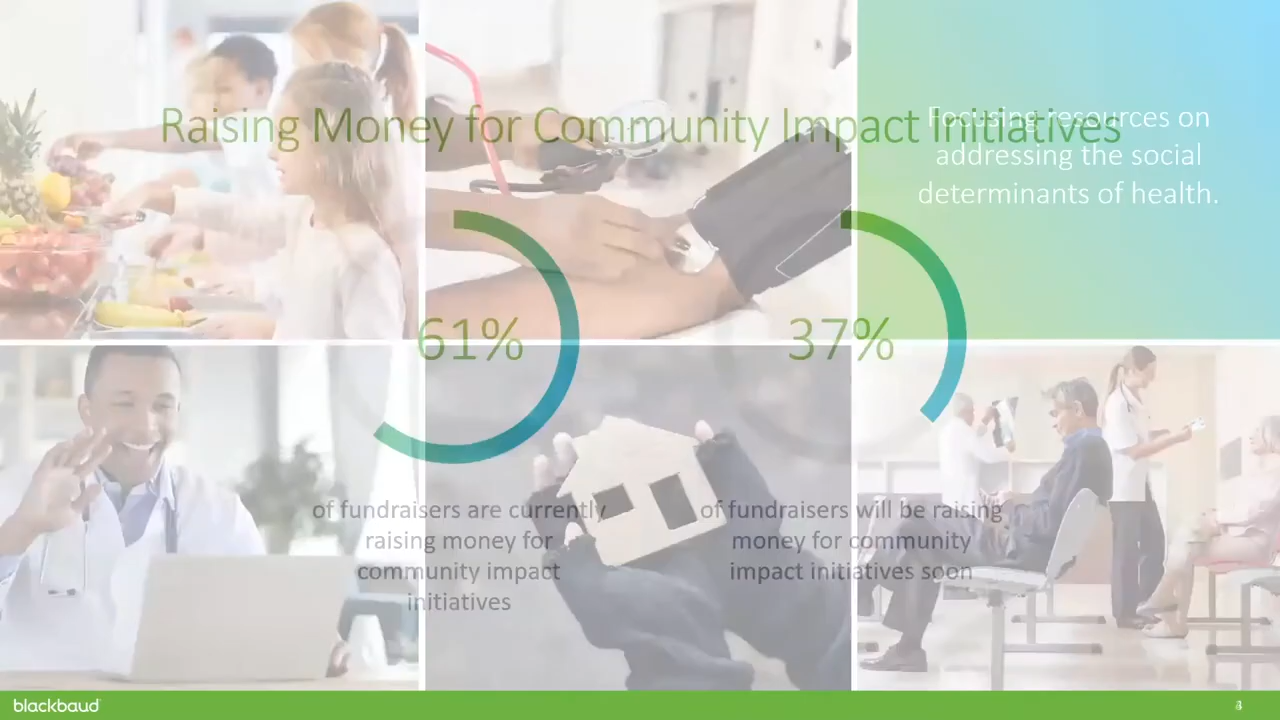 Raising Money for Community Impact Initiatives
Focusing resources on
addressing the social
determinants of health.
61%
37%
of fundraisers are currently
raising money for
community impact
initiatives
of fundraisers will be raising
money for community
impact initiatives soon
blackbaud